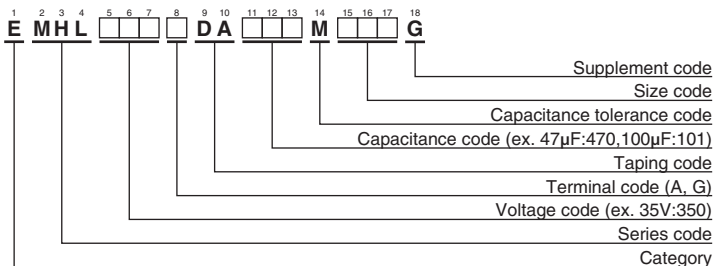 1 2 3 4 5 6 7 8 9 10 11 12 13 14 15 16 17 18
E MHL □□□ □ DA □□□ M □□□ G
Supplement code
Size code
Capacitance tolerance code
Capacitance code (ex. 47µF:470,100µF:101)
Taping code
Terminal code (A, G)
Voltage code (ex. 35V:350)
Series code
Category